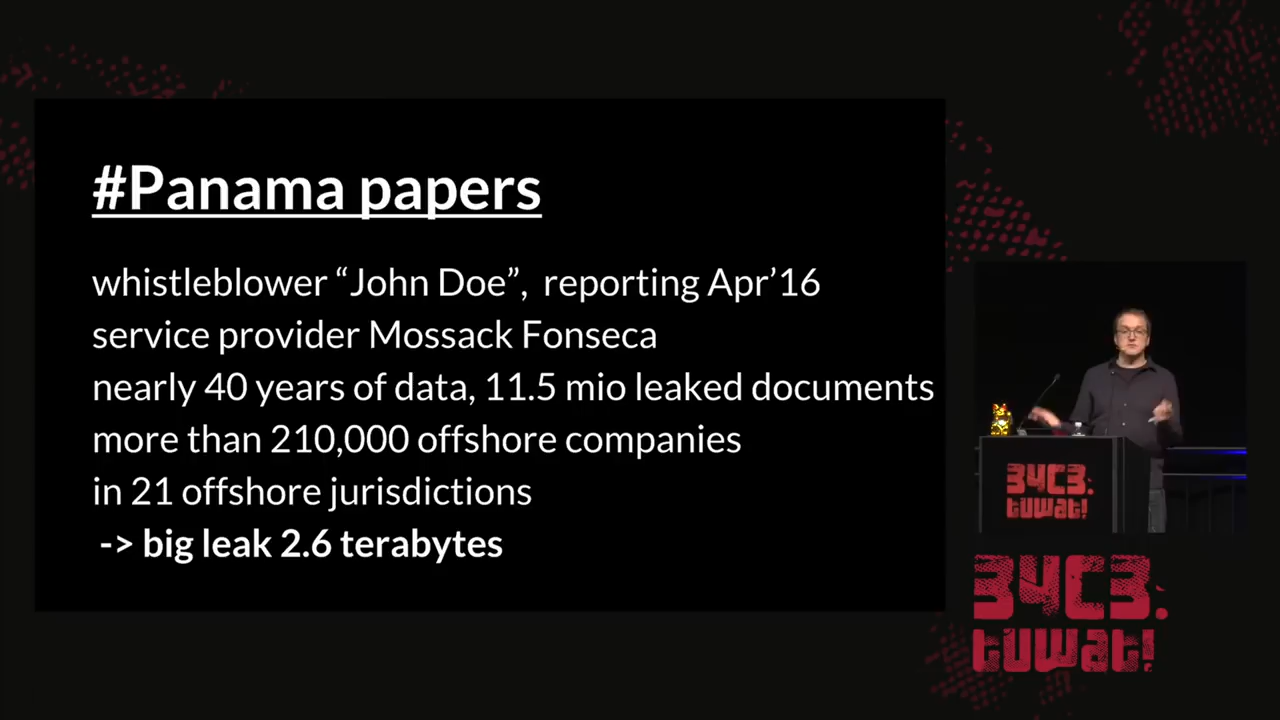 #Panama papers
whistleblower “John Doe”,  reporting Apr’16
service provider Mossack Fonseca
nearly 40 years of data, 11.5 mio leaked documents
more than 210,000 offshore companies
in 21 offshore jurisdictions
-> big leak 2.6 terabytes
34C3.
tuwat!
34C3.
tuwat!